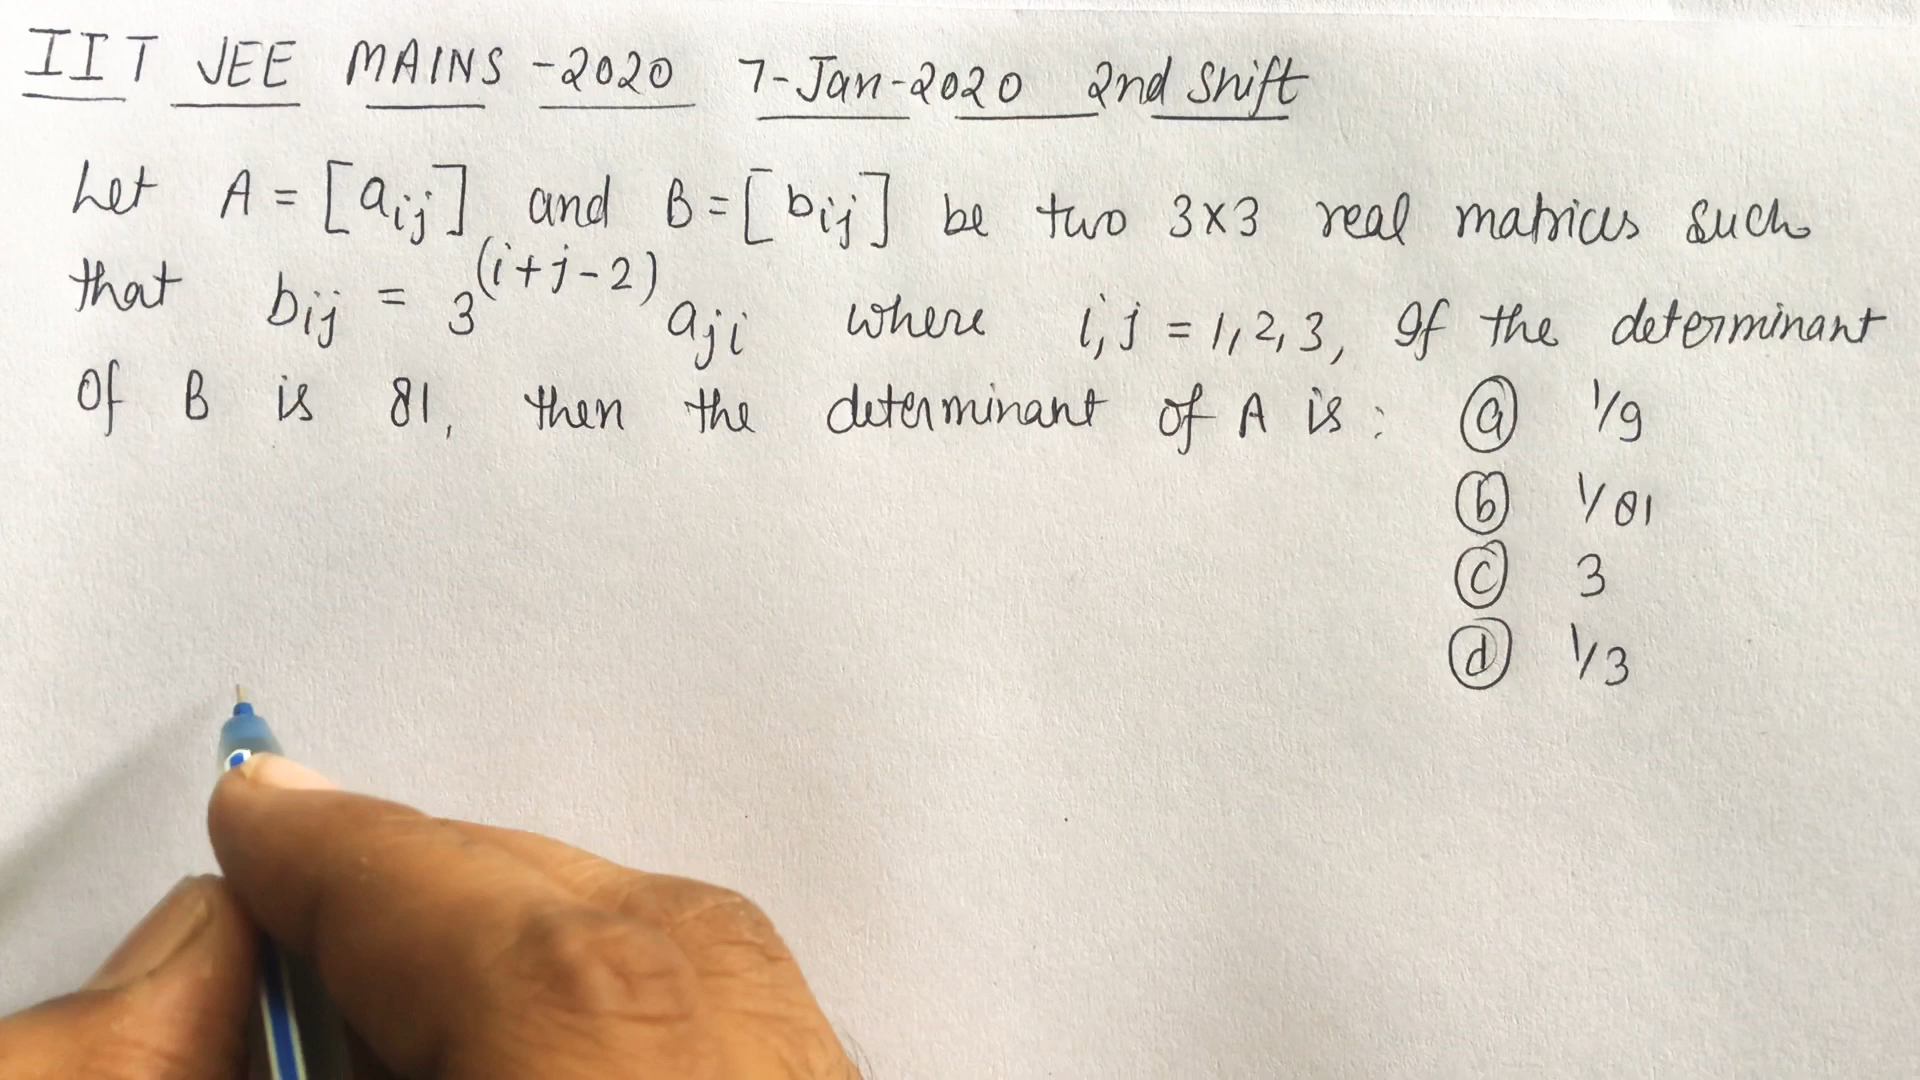 IIT JEE MAINS -2020 7-Jan-2020 2nd Shift
Let A = [aij] and B = [bij] be two 3×3 real matrices such
that bij = 3^(i+j-2) aji where i,j = 1,2,3, If the determinant
of B is 81, then the determinant of A is : (a) 1/9
(b) 1/81
(c) 3
(d) 1/3